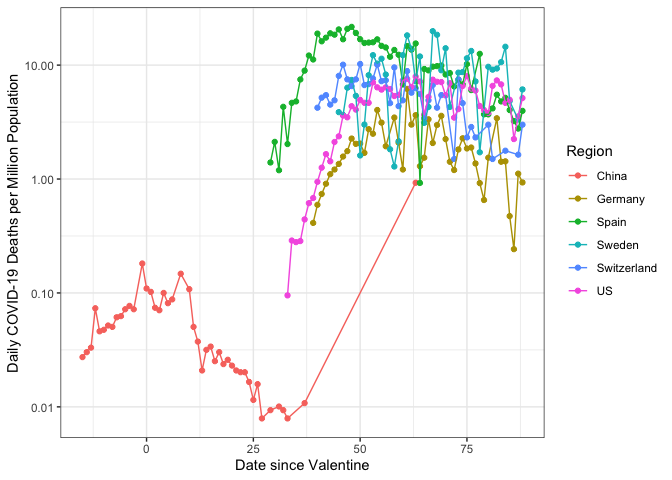 Daily COVID-19 Deaths per Million Population
10.00
1.00
0.10
0.01
0
25
50
75
Date since Valentine
Region
China
Germany
Spain
Sweden
Switzerland
US